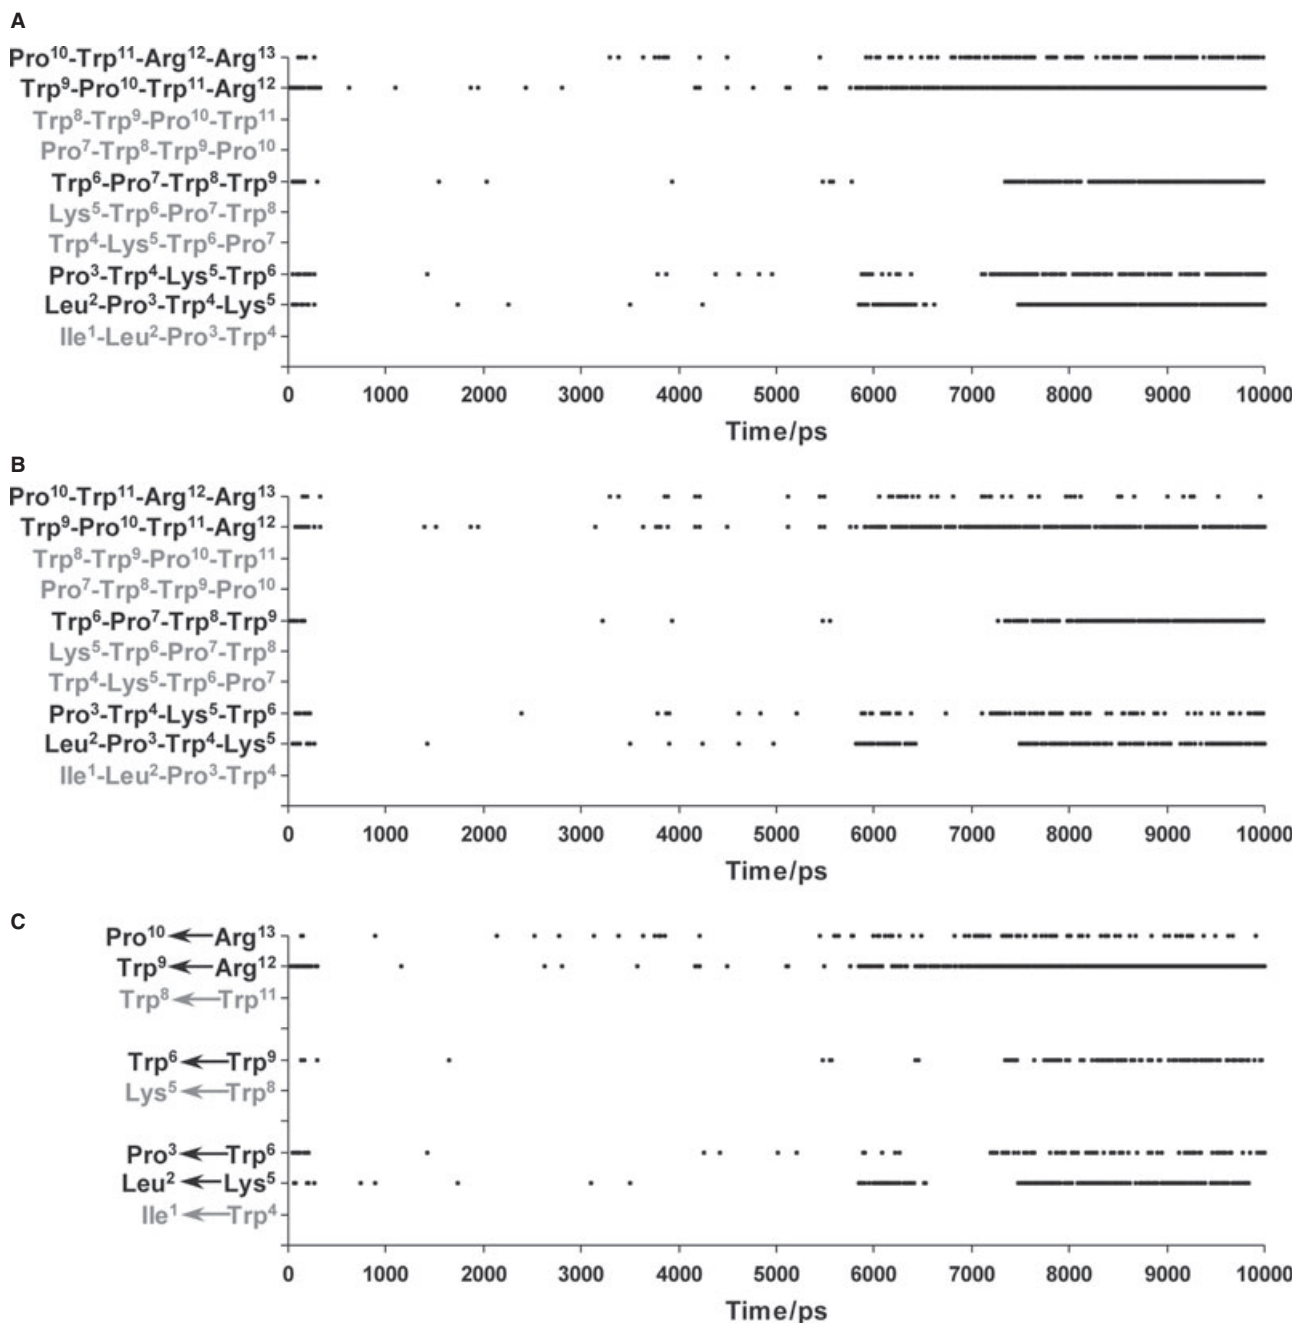 A
Pro¹⁰-Trp¹¹-Arg¹²-Arg¹³
Trp⁹-Pro¹⁰-Trp¹¹-Arg¹²
Trp⁸-Trp⁹-Pro¹⁰-Trp¹¹
Pro⁷-Trp⁸-Trp⁹-Pro¹⁰
Trp⁶-Pro⁷-Trp⁸-Trp⁹
Lys⁵-Trp⁶-Pro⁷-Trp⁸
Trp⁴-Lys⁵-Trp⁶-Pro⁷
Pro³-Trp⁴-Lys⁵-Trp⁶
Leu²-Pro³-Trp⁴-Lys⁵
Ile¹-Leu²-Pro³-Trp⁴
0 1000 2000 3000 4000 5000 6000 7000 8000 9000 10000
Time/ps
B
Pro¹⁰-Trp¹¹-Arg¹²-Arg¹³
Trp⁹-Pro¹⁰-Trp¹¹-Arg¹²
Trp⁸-Trp⁹-Pro¹⁰-Trp¹¹
Pro⁷-Trp⁸-Trp⁹-Pro¹⁰
Trp⁶-Pro⁷-Trp⁸-Trp⁹
Lys⁵-Trp⁶-Pro⁷-Trp⁸
Trp⁴-Lys⁵-Trp⁶-Pro⁷
Pro³-Trp⁴-Lys⁵-Trp⁶
Leu²-Pro³-Trp⁴-Lys⁵
Ile¹-Leu²-Pro³-Trp⁴
0 1000 2000 3000 4000 5000 6000 7000 8000 9000 10000
Time/ps
C
Pro¹⁰ ← Arg¹³
Trp⁹ ← Arg¹²
Trp⁸ ← Trp¹¹
Trp⁶ ← Trp⁹
Lys⁵ ← Trp⁸
Pro³ ← Trp⁶
Leu² ← Lys⁵
Ile¹ ← Trp⁴
0 1000 2000 3000 4000 5000 6000 7000 8000 9000 10000
Time/ps